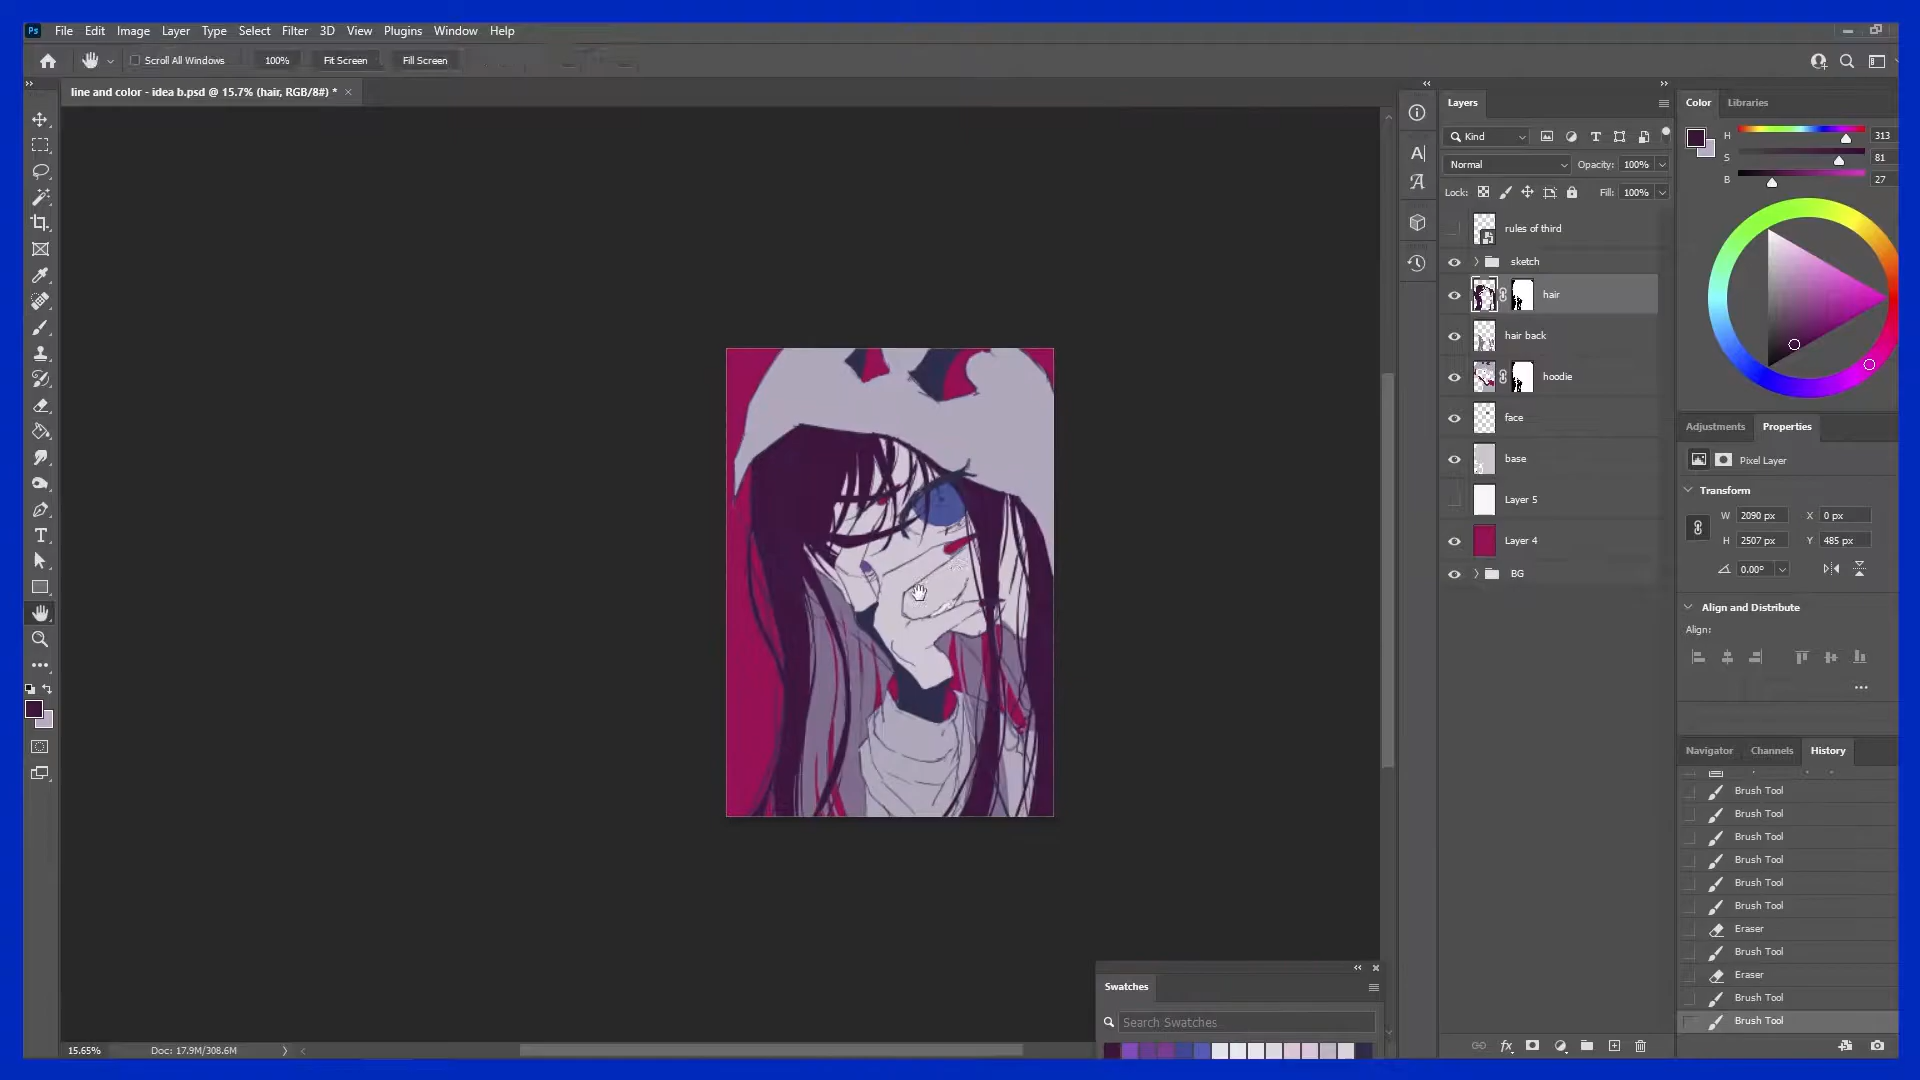 Ps File Edit Image Layer Type Select Filter 3D View Plugins Window Help
Scroll All Windows 100% Fit Screen Fill Screen
line and color - idea b.psd @ 15.7% (hair, RGB/8#) * ×
Layers
Kind
Normal Opacity: 100%
Lock: Fill: 100%
rules of third
sketch
hair
hair back
hoodie
face
base
Layer 5
Layer 4
BG
Color Libraries
H 313
S 81
B 27
Adjustments Properties
Pixel Layer
Transform
W 2090 px X 0 px
H 2507 px Y 485 px
0.00°
Align and Distribute
Align:
Navigator Channels History
Brush Tool
Brush Tool
Brush Tool
Brush Tool
Brush Tool
Brush Tool
Eraser
Brush Tool
Eraser
Brush Tool
Brush Tool
Swatches
Search Swatches
15.65% Doc: 17.9M/308.6M